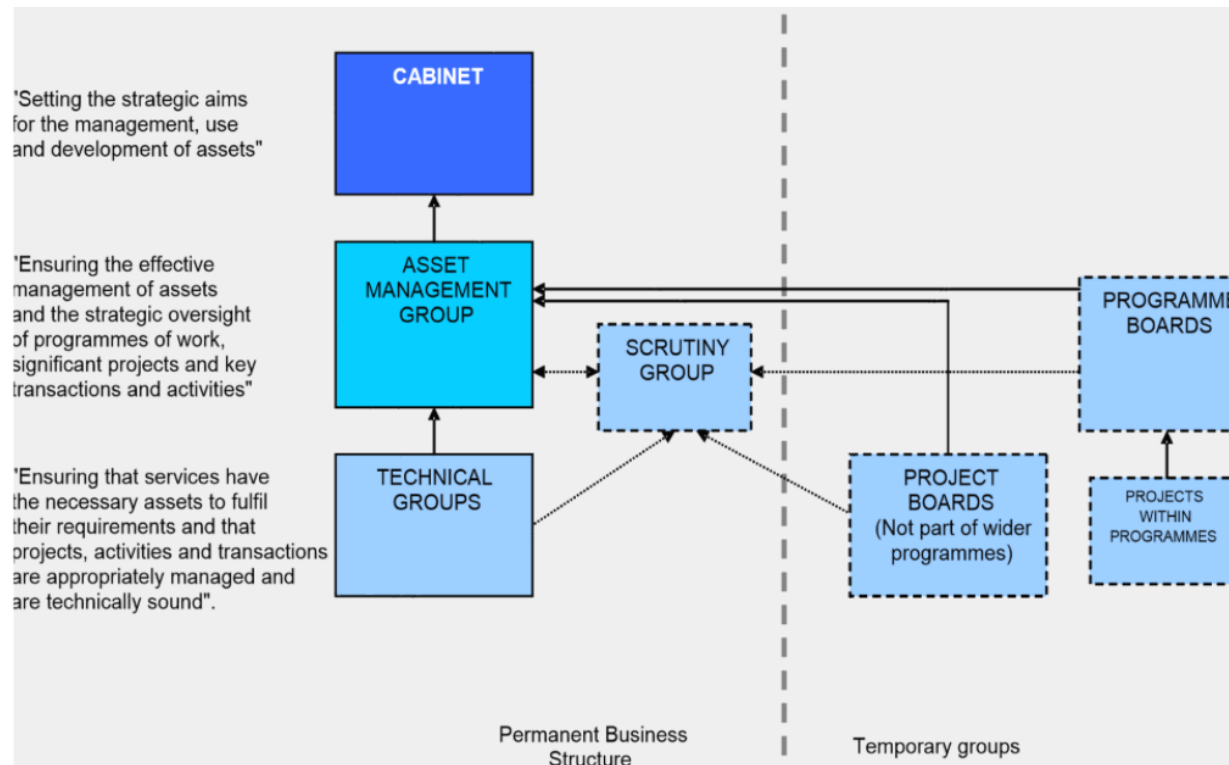 CABINET
"Setting the strategic aims
for the management, use
and development of assets"
"Ensuring the effective
management of assets
and the strategic oversight
of programmes of work,
significant projects and key
transactions and activities"
ASSET
MANAGEMENT
GROUP
SCRUTINY
GROUP
PROGRAMME
BOARDS
"Ensuring that services have
the necessary assets to fulfil
their requirements and that
projects, activities and transactions
are appropriately managed and
are technically sound".
TECHNICAL
GROUPS
PROJECT
BOARDS
(Not part of wider
programmes)
PROJECTS
WITHIN
PROGRAMMES
Permanent Business
Structure
Temporary groups